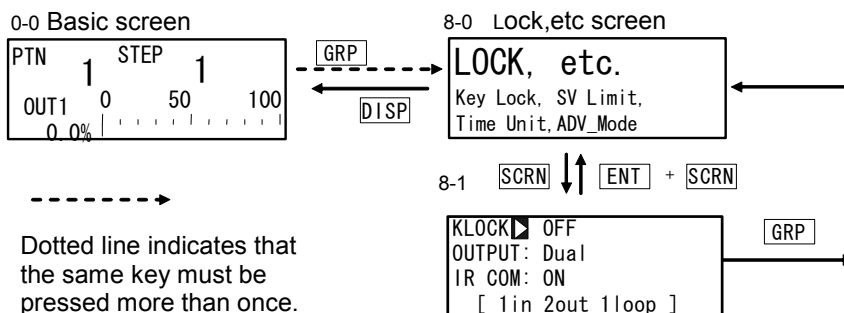 0-0 Basic screen
PTN 1 STEP 1
OUT1 0 50 100
0.0%
GRP
DISP
8-0 Lock,etc screen
LOCK, etc.
Key Lock, SV Limit,
Time Unit,ADV_Mode
8-1 SCRN ENT + SCRN
KLOCK OFF
OUTPUT: Dual
IR COM: ON
[ 1in 2out 1loop ]
GRP
Dotted line indicates that
the same key must be
pressed more than once.